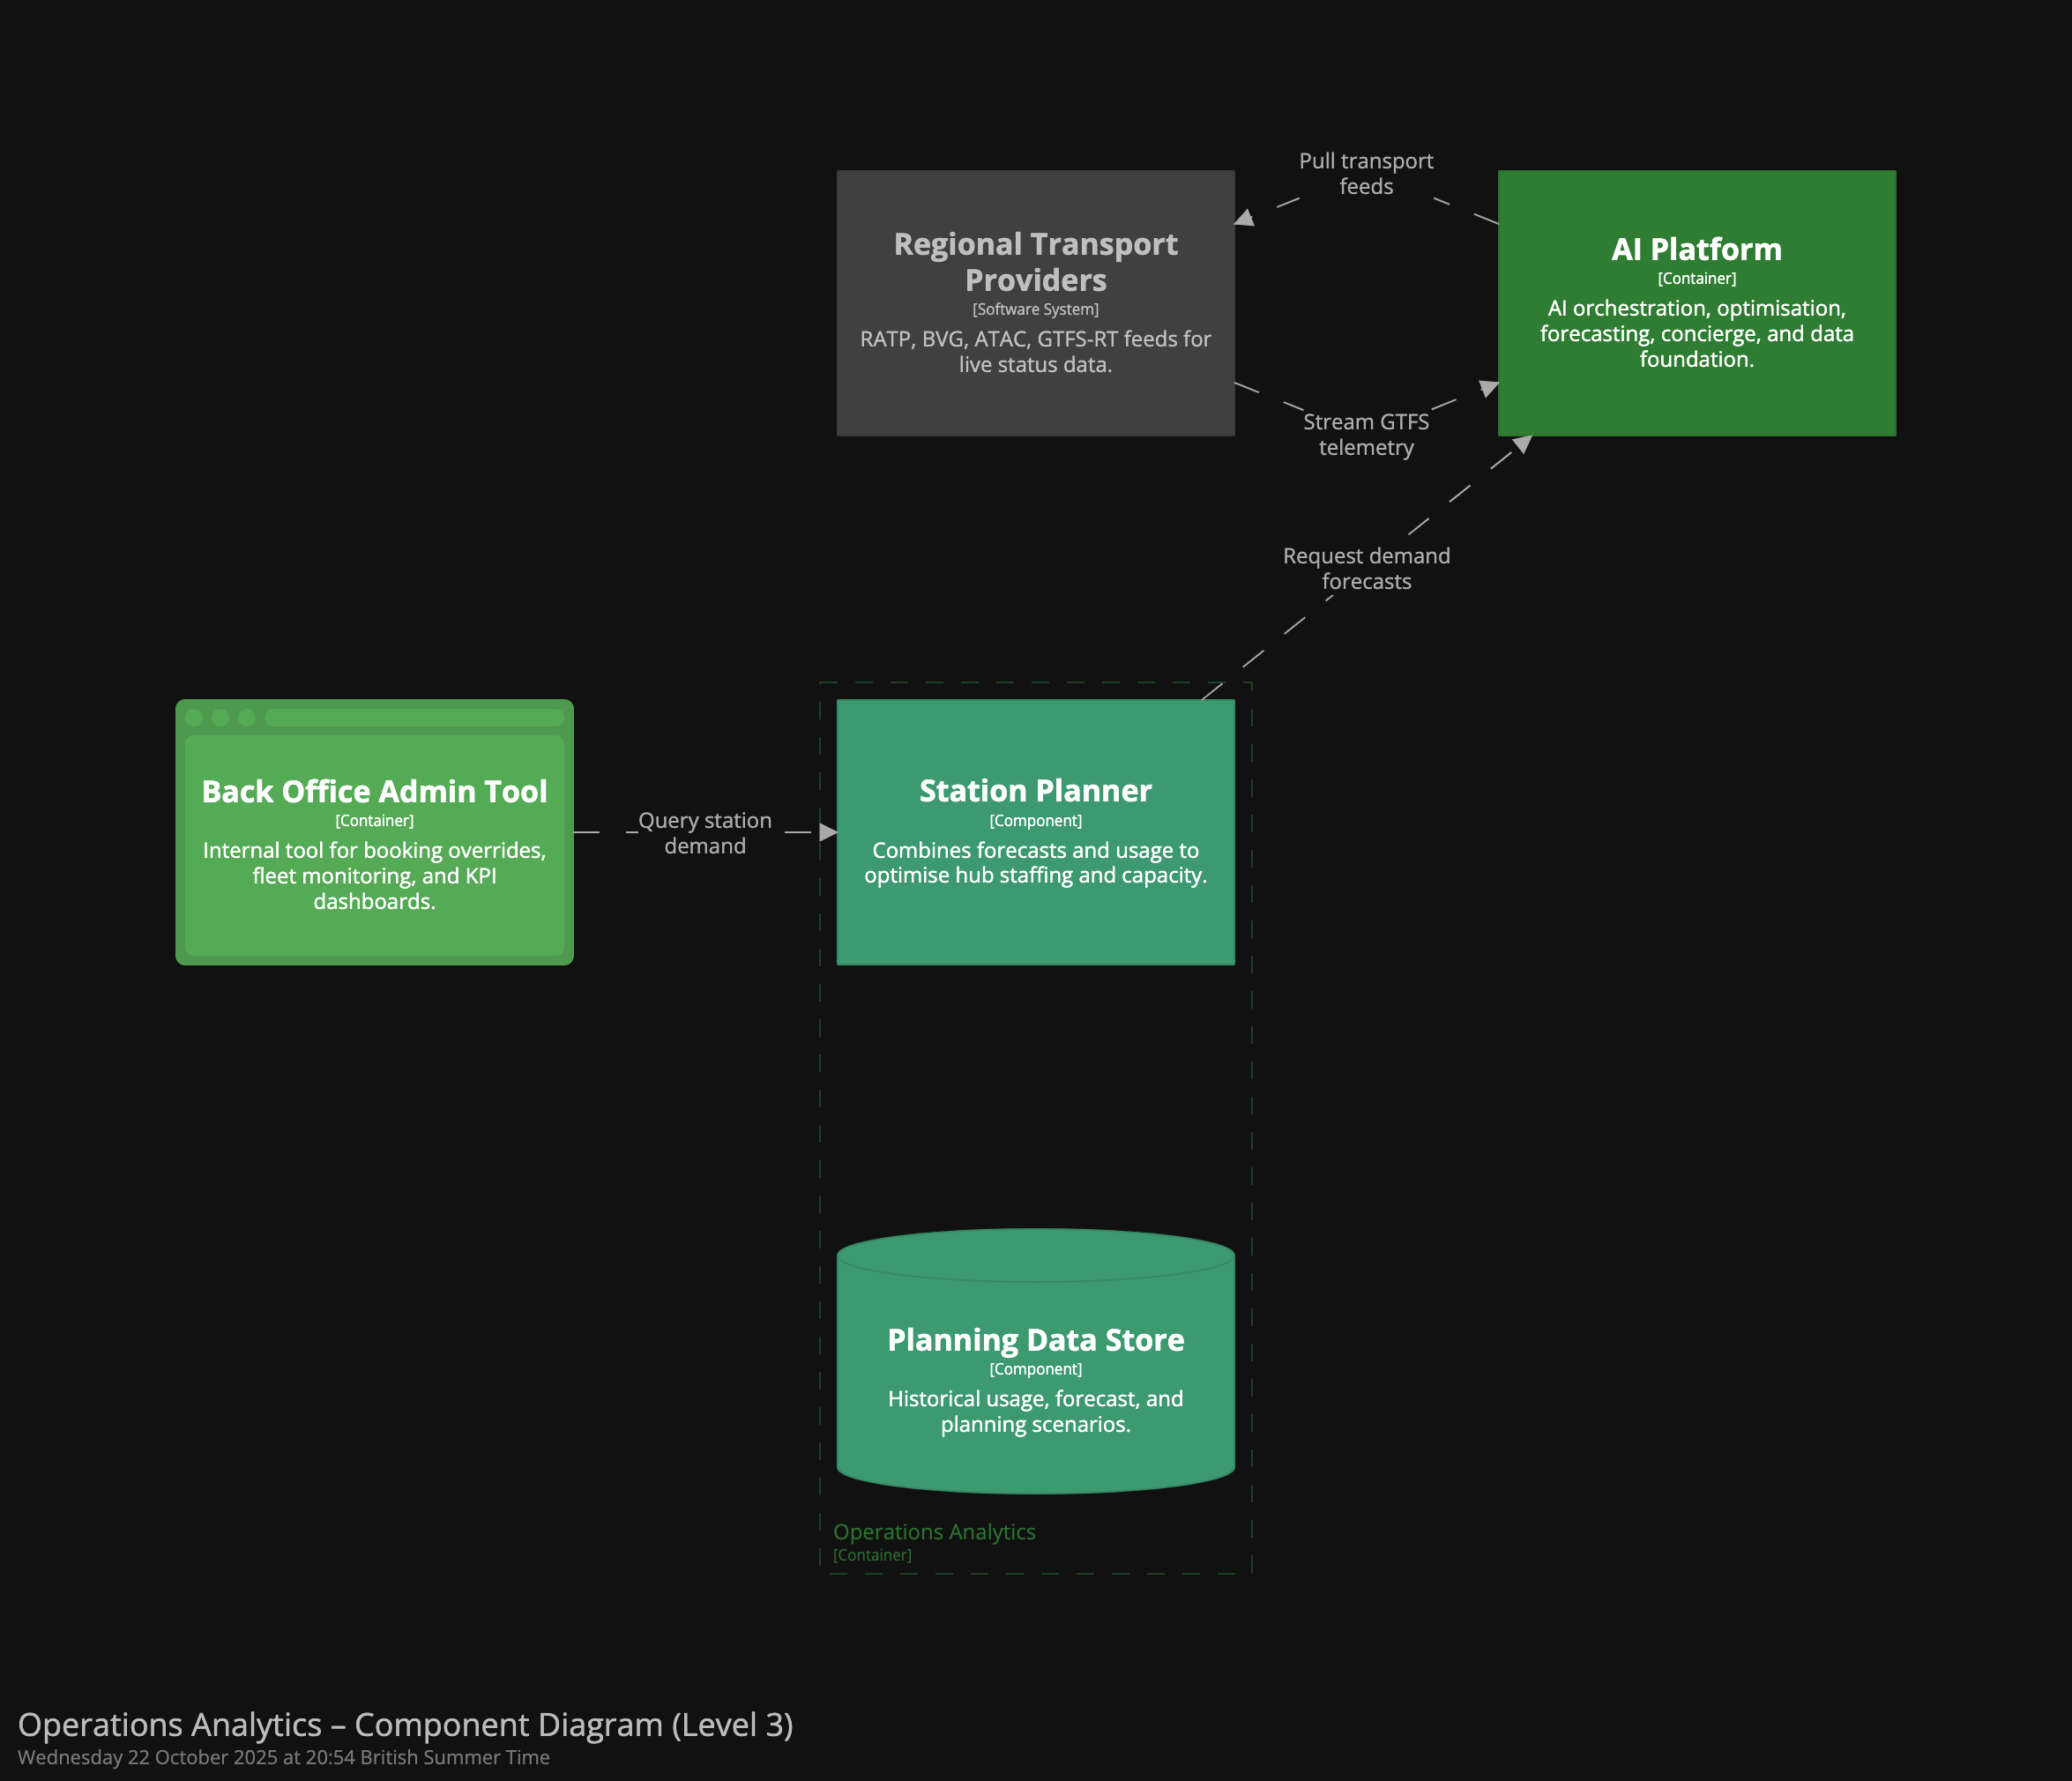 Pull transport
feeds
Regional Transport
Providers
[Software System]
RATP, BVG, ATAC, GTFS-RT feeds for
live status data.
AI Platform
[Container]
AI orchestration, optimisation,
forecasting, concierge, and data
foundation.
Stream GTFS
telemetry
Request demand
forecasts
Back Office Admin Tool
[Container]
Internal tool for booking overrides,
fleet monitoring, and KPI
dashboards.
Query station
demand
Station Planner
[Component]
Combines forecasts and usage to
optimise hub staffing and capacity.
Planning Data Store
[Component]
Historical usage, forecast, and
planning scenarios.
Operations Analytics
[Container]
Operations Analytics – Component Diagram (Level 3)
Wednesday 22 October 2025 at 20:54 British Summer Time